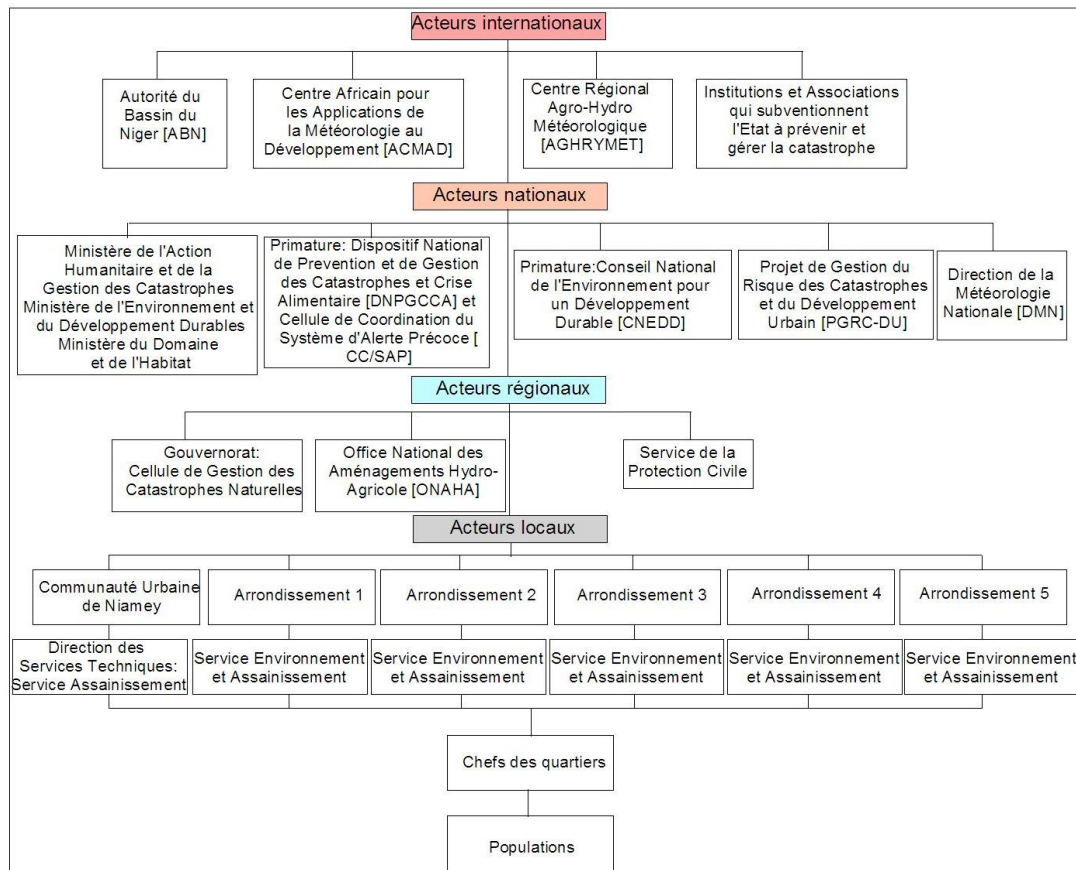 Acteurs internationaux
Autorité du
Bassin du
Niger [ABN]
Centre Africain pour
les Applications de
la Météorologie au
Développement [ACMAD]
Centre Régional
Agro-Hydro
Météorologique
[AGHRYMET]
Institutions et Associations
qui subventionnent
l'Etat à prévenir et
gérer la catastrophe
Acteurs nationaux
Ministère de l'Action
Humanitaire et de la
Gestion des Catastrophes
Ministère de l'Environnement et
du Développement Durables
Ministère du Domaine
et de l'Habitat
Primature: Dispositif National
de Prevention et de Gestion
des Catastrophes et Crise
Alimentaire [DNPGCCA] et
Cellule de Coordination du
Système d'Alerte Précoce [
CC/SAP]
Primature:Conseil National
de l'Environnement pour
un Développement
Durable [CNEDD]
Projet de Gestion du
Risque des Catastrophes
et du Développement
Urbain [PGRC-DU]
Direction de la
Météorologie
Nationale [DMN]
Acteurs régionaux
Gouvernorat:
Cellule de Gestion des
Catastrophes Naturelles
Office National des
Aménagements Hydro-
Agricole [ONAHA]
Service de la
Protection Civile
Acteurs locaux
Communauté Urbaine
de Niamey
Arrondissement 1
Arrondissement 2
Arrondissement 3
Arrondissement 4
Arrondissement 5
Direction des
Services Techniques:
Service Assainissement
Service Environnement
et Assainissement
Service Environnement
et Assainissement
Service Environnement
et Assainissement
Service Environnement
et Assainissement
Service Environnement
et Assainissement
Chefs des quartiers
Populations